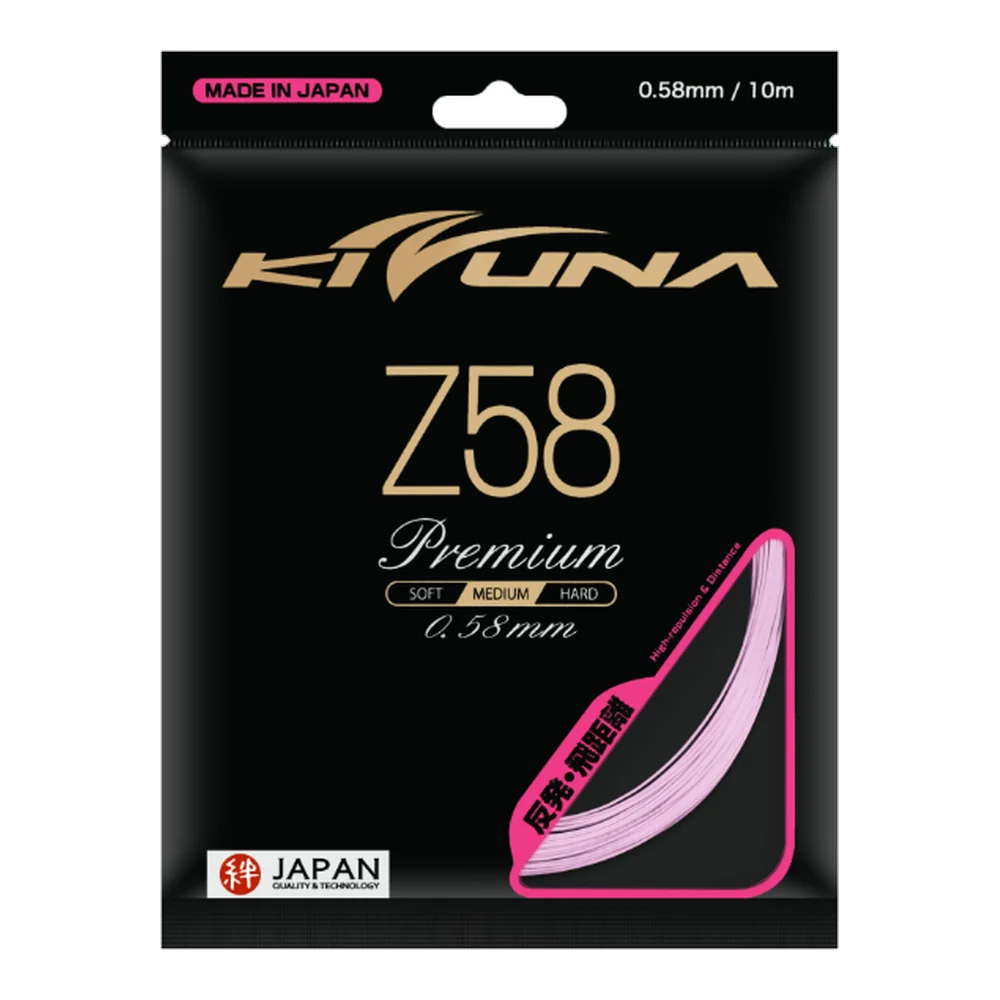 MADE IN JAPAN
0.58mm / 10m
KIZUNA
Z58
Premium
SOFT MEDIUM HARD
0.58mm
High-repulsion & Distance
反発・飛距離
絆
JAPAN
QUALITY & TECHNOLOGY